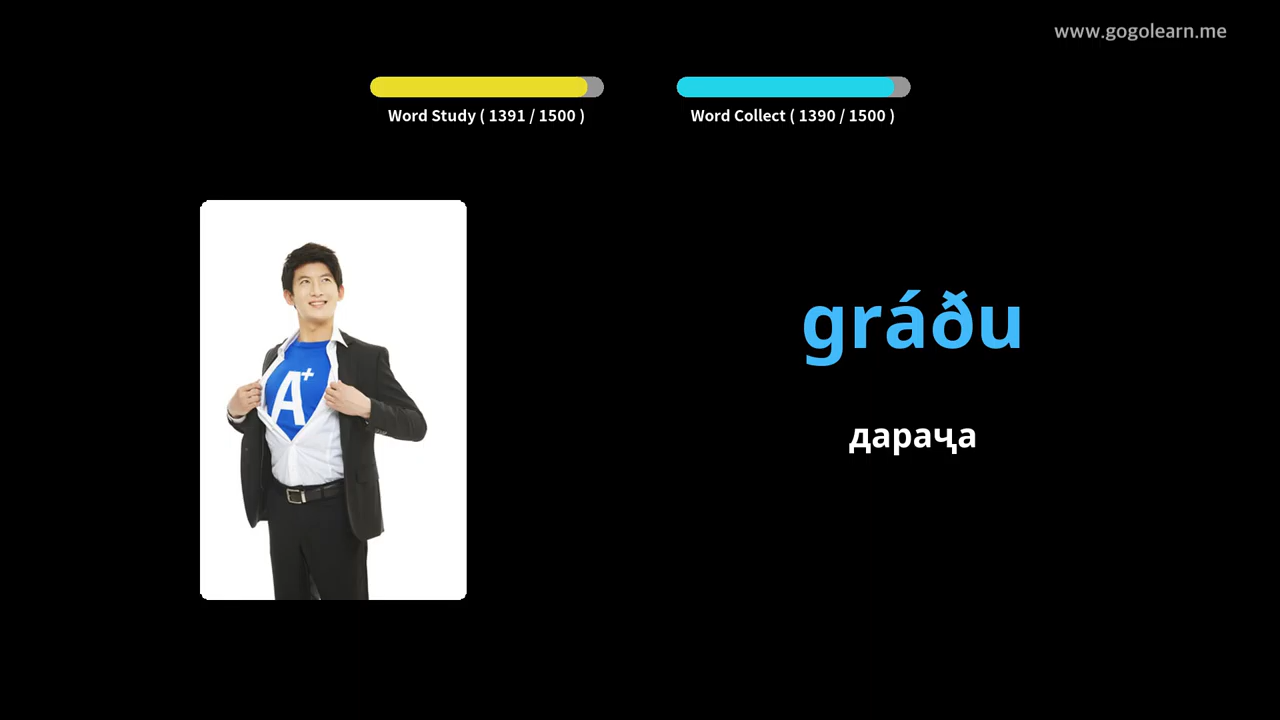 www.gogolearn.me
Word Study ( 1391 / 1500 )
Word Collect ( 1390 / 1500 )
A+
gráðu
дараҷа